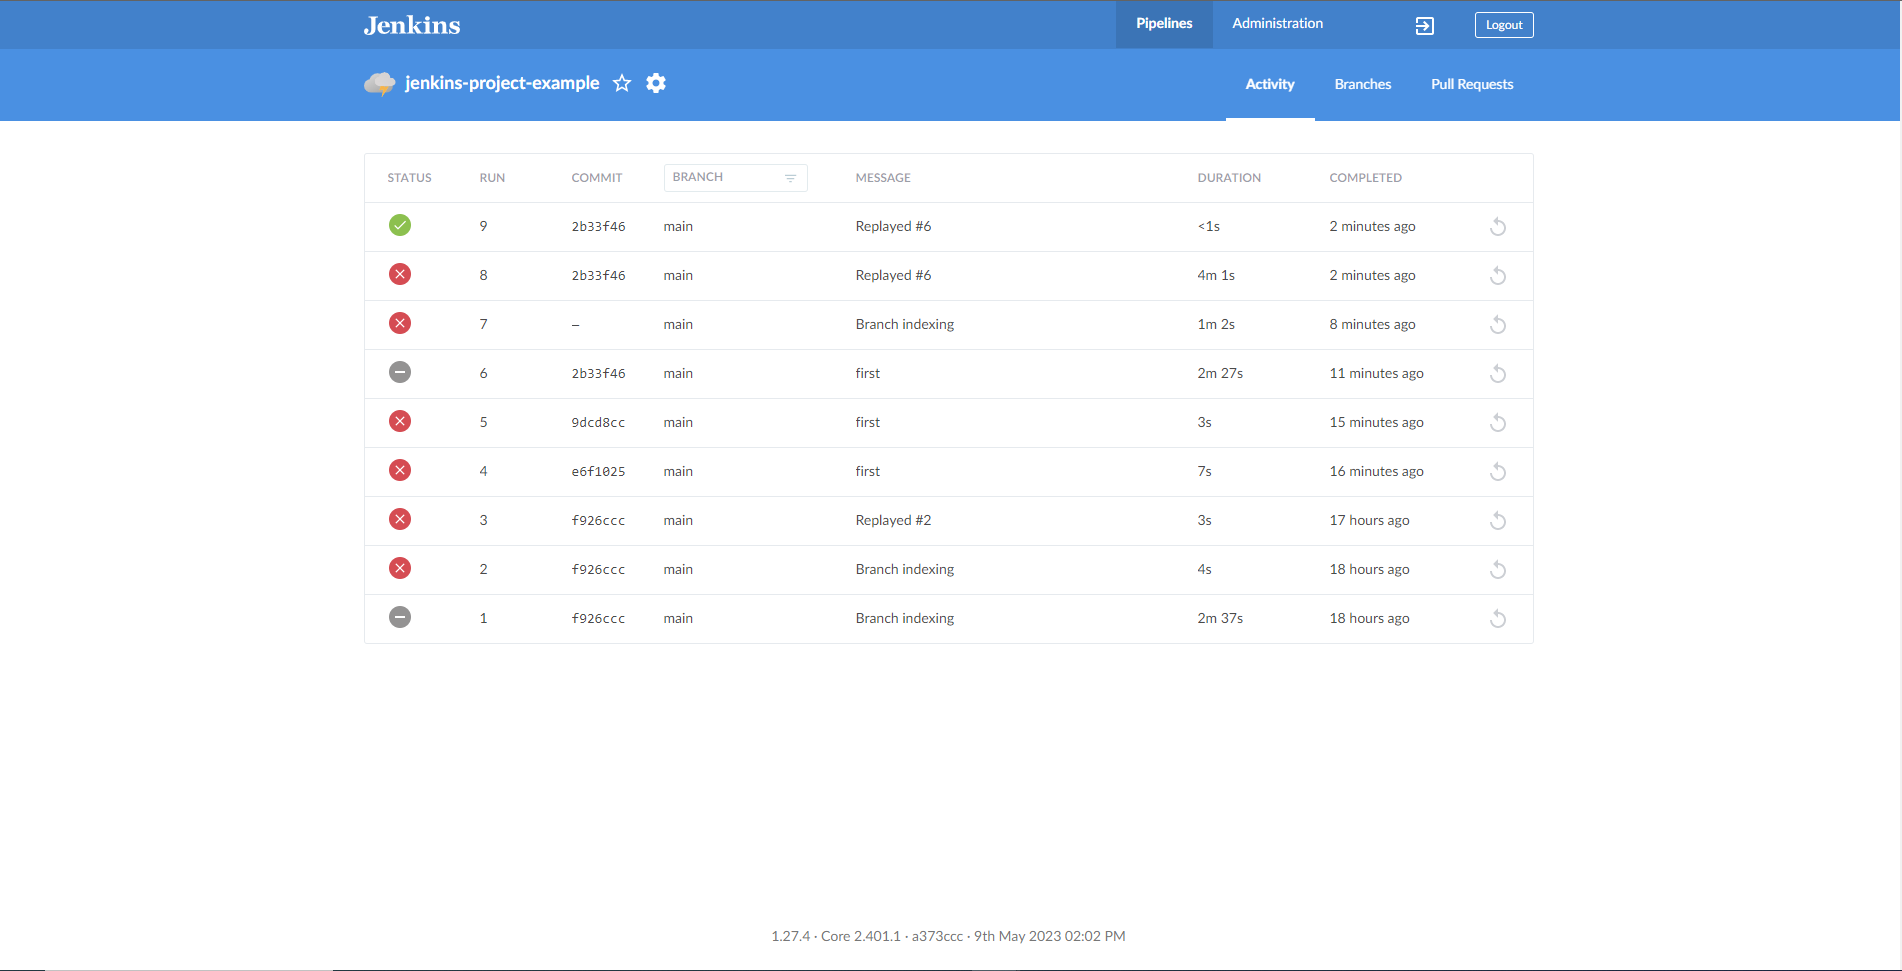 Jenkins Pipelines Administration Logout
jenkins-project-example Activity Branches Pull Requests
STATUS RUN COMMIT BRANCH MESSAGE DURATION COMPLETED
9 2b33f46 main Replayed #6 <1s 2 minutes ago
8 2b33f46 main Replayed #6 4m 1s 2 minutes ago
7 – main Branch indexing 1m 2s 8 minutes ago
6 2b33f46 main first 2m 27s 11 minutes ago
5 9dcd8cc main first 3s 15 minutes ago
4 e6f1025 main first 7s 16 minutes ago
3 f926ccc main Replayed #2 3s 17 hours ago
2 f926ccc main Branch indexing 4s 18 hours ago
1 f926ccc main Branch indexing 2m 37s 18 hours ago
1.27.4 · Core 2.401.1 · a373ccc · 9th May 2023 02:02 PM